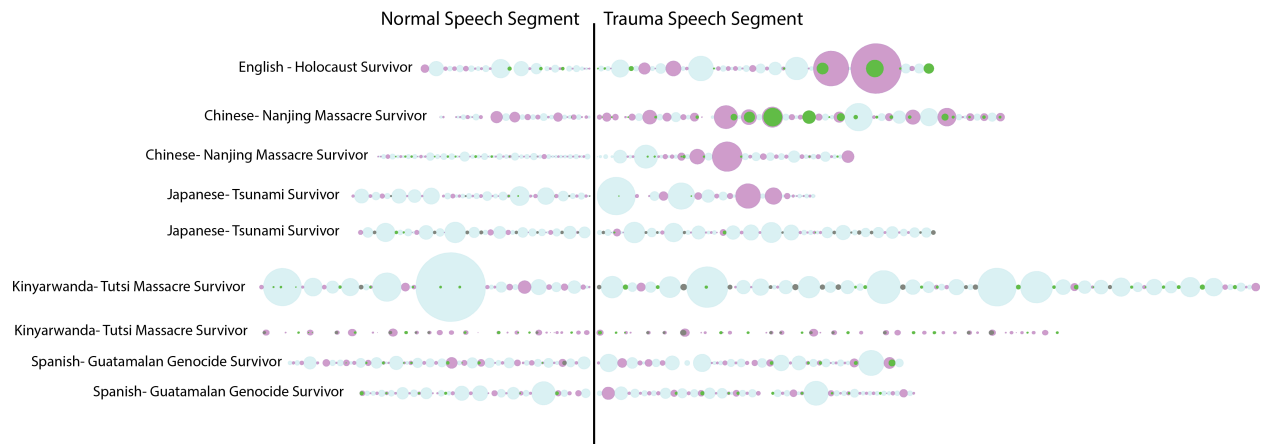 Normal Speech Segment
Trauma Speech Segment
English - Holocaust Survivor
Chinese- Nanjing Massacre Survivor
Chinese- Nanjing Massacre Survivor
Japanese- Tsunami Survivor
Japanese- Tsunami Survivor
Kinyarwanda- Tutsi Massacre Survivor
Kinyarwanda- Tutsi Massacre Survivor
Spanish- Guatamalan Genocide Survivor
Spanish- Guatamalan Genocide Survivor